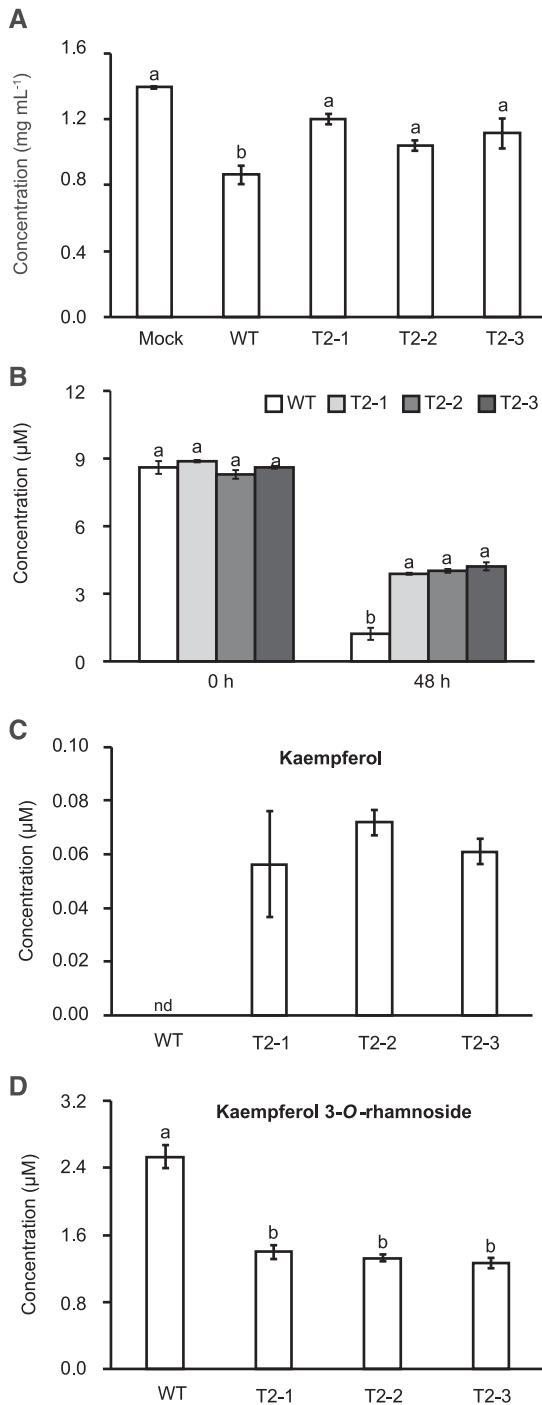 A
Concentration (mg mL⁻¹)
1.6
1.2
0.8
0.4
0.0
a
b
a
a
a
Mock WT T2-1 T2-2 T2-3
B
Concentration (µM)
12
9
6
3
0
WT T2-1 T2-2 T2-3
a a a a
b a a a
0 h 48 h
C
Kaempferol
Concentration (µM)
0.10
0.08
0.06
0.04
0.02
0.00
nd
WT T2-1 T2-2 T2-3
D
Kaempferol 3-O-rhamnoside
Concentration (µM)
3.2
2.4
1.6
0.8
0.0
a
b b b
WT T2-1 T2-2 T2-3